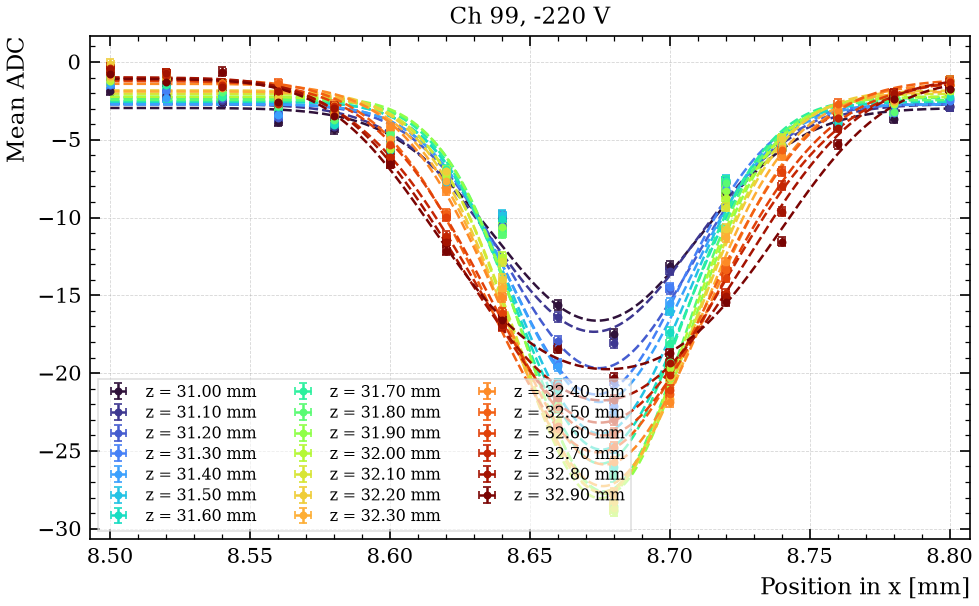 Ch 99, -220 V
Mean ADC
0
−5
−10
−15
−20
−25
−30
z = 31.00 mm
z = 31.10 mm
z = 31.20 mm
z = 31.30 mm
z = 31.40 mm
z = 31.50 mm
z = 31.60 mm
z = 31.70 mm
z = 31.80 mm
z = 31.90 mm
z = 32.00 mm
z = 32.10 mm
z = 32.20 mm
z = 32.30 mm
z = 32.40 mm
z = 32.50 mm
z = 32.60 mm
z = 32.70 mm
z = 32.80 mm
z = 32.90 mm
8.50 8.55 8.60 8.65 8.70 8.75 8.80
Position in x [mm]